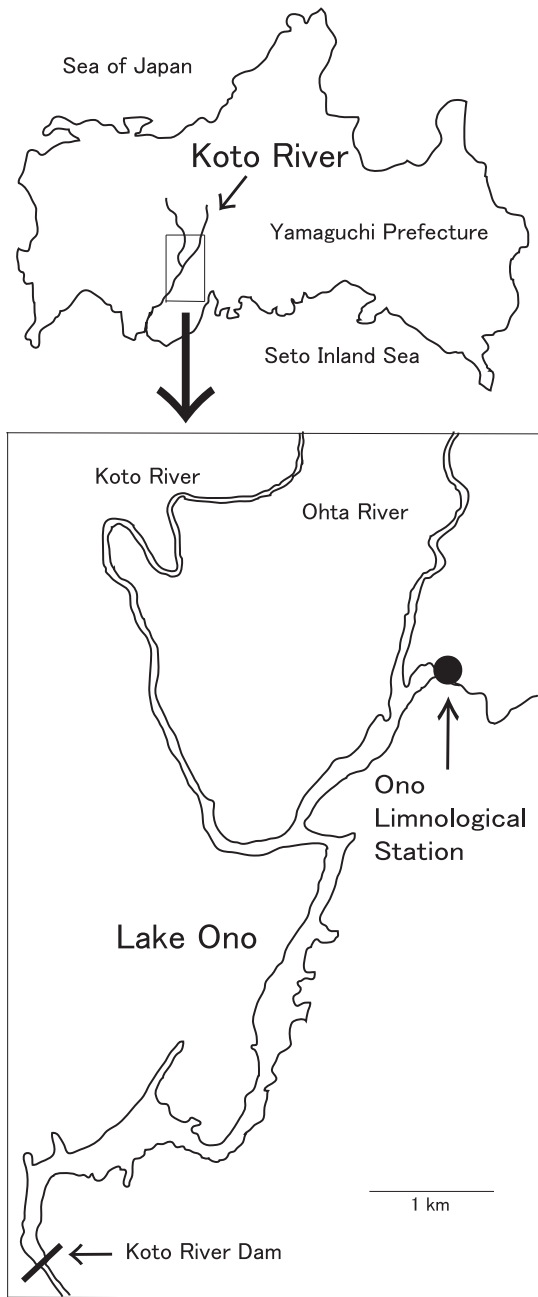 Sea of Japan
Koto River
Yamaguchi Prefecture
Seto Inland Sea
Koto River
Ohta River
Ono
Limnological
Station
Lake Ono
1 km
Koto River Dam